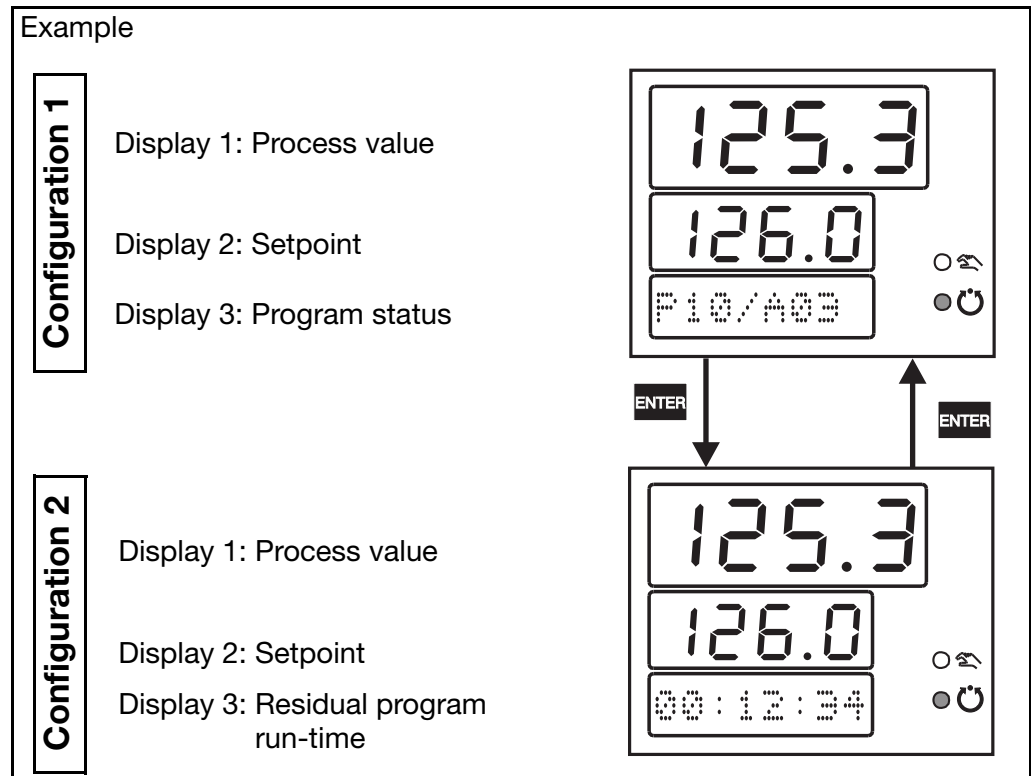 Example
Configuration 1
Display 1: Process value
Display 2: Setpoint
Display 3: Program status
125.3
126.0
P10/A03
ENTER
ENTER
Configuration 2
Display 1: Process value
Display 2: Setpoint
Display 3: Residual program
run-time
125.3
126.0
00:12:34